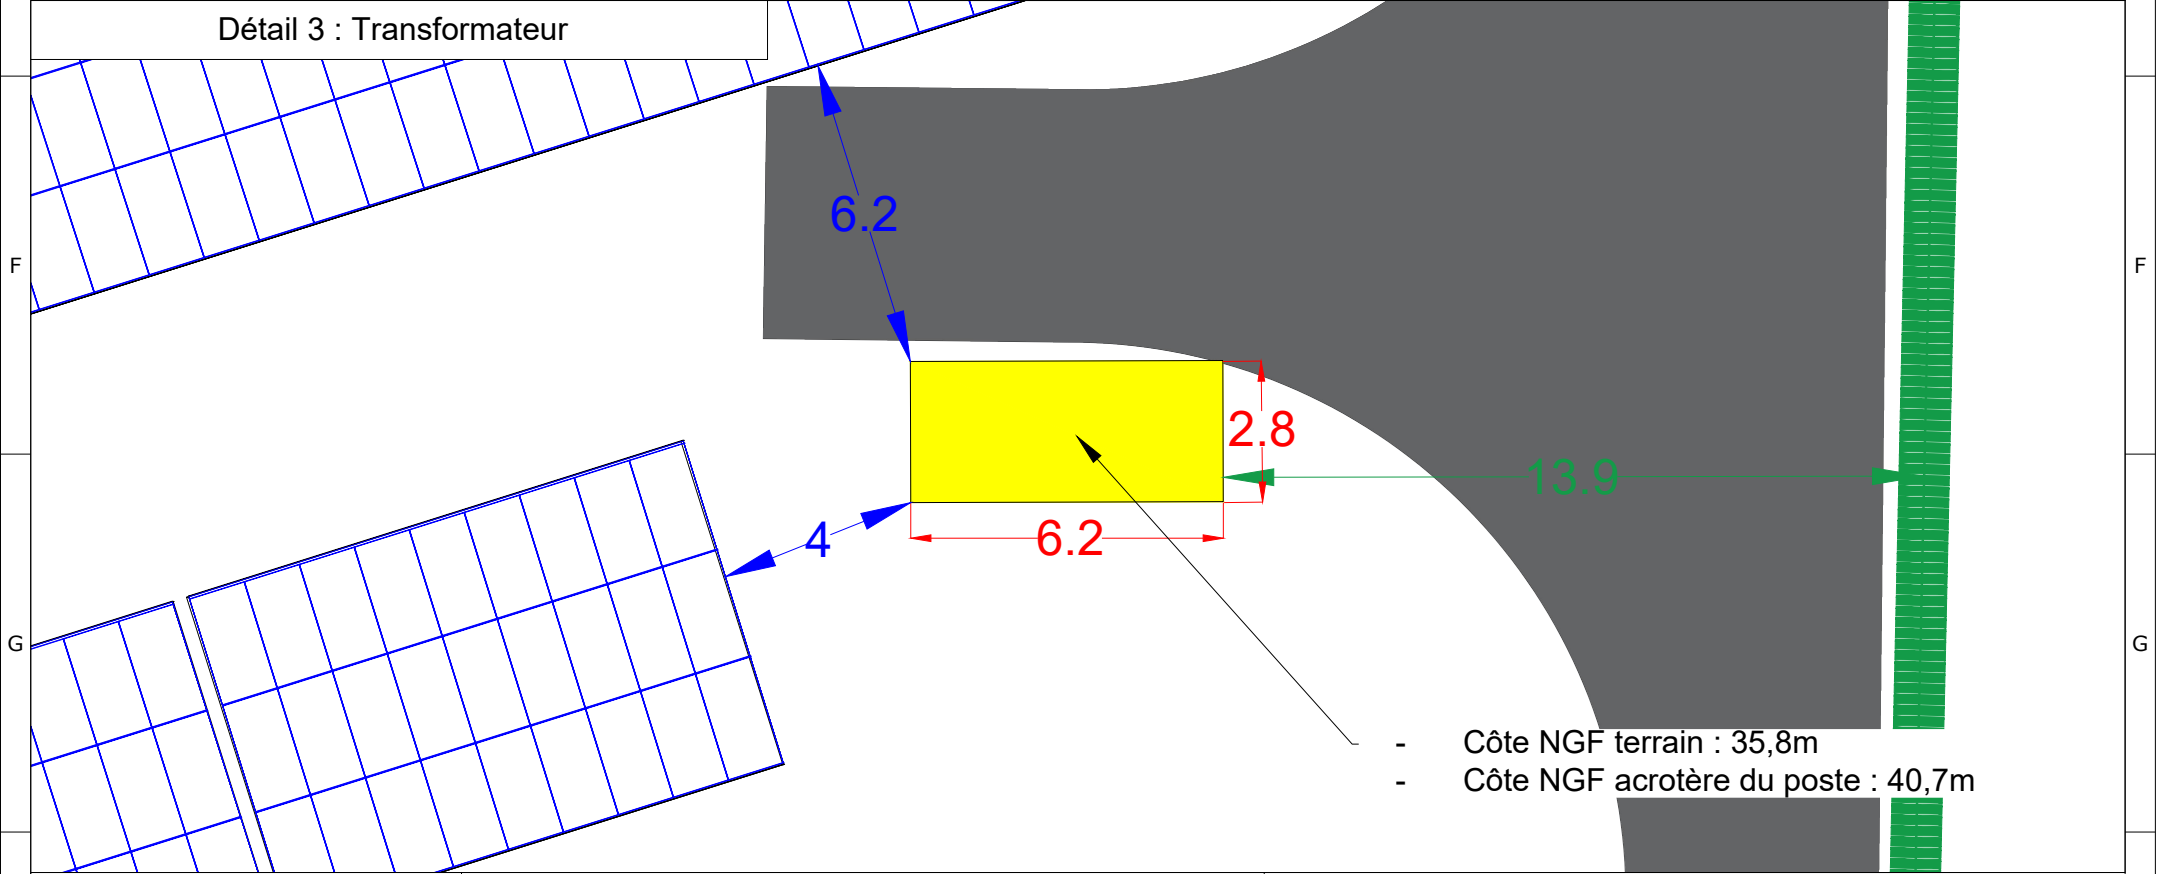 Détail 3 : Transformateur
6.2
F
F
2.8
13.9
4
6.2
G
G
- Côte NGF terrain : 35,8m
- Côte NGF acrotère du poste : 40,7m